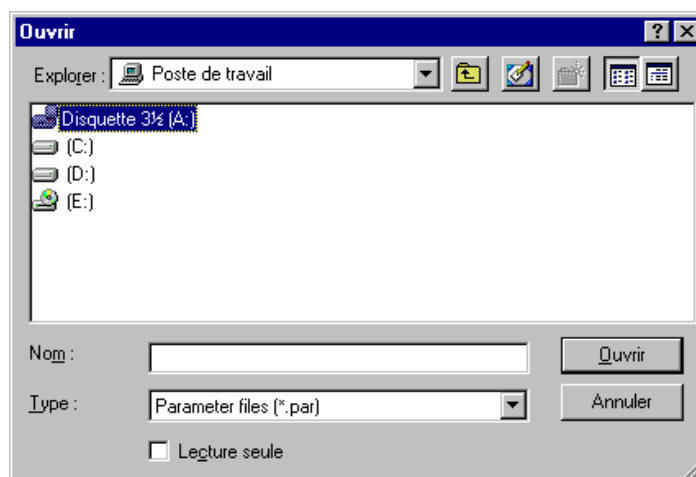 Ouvrir
Explorer : Poste de travail
Disquette 3½ (A:)
(C:)
(D:)
(E:)
Nom : Ouvrir
Type : Parameter files (*.par) Annuler
Lecture seule